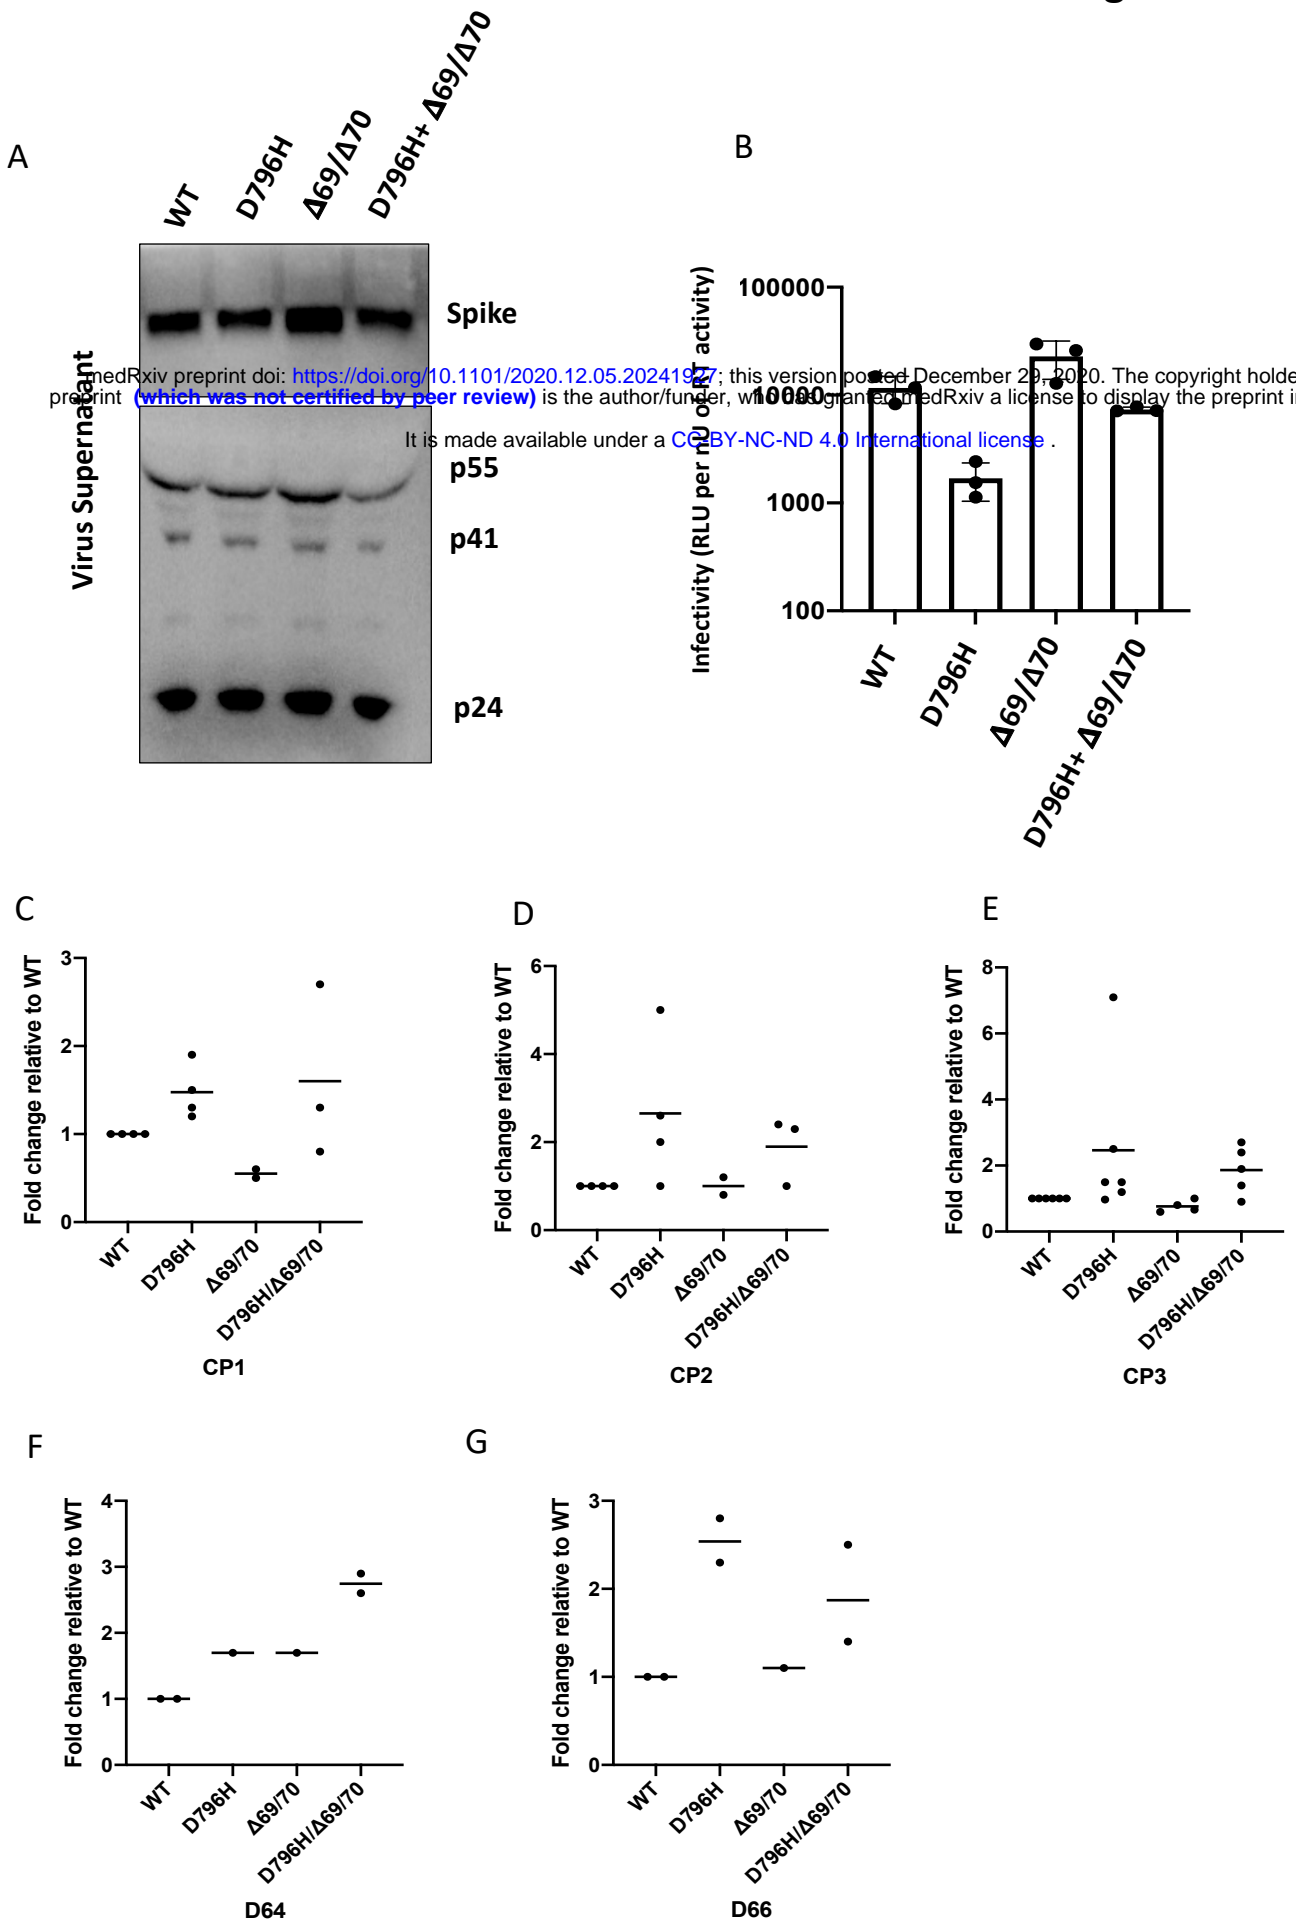 A
WT
D796H
Δ69/Δ70
D796H+ Δ69/Δ70
Virus Supernatant
Spike
p55
p41
p24
B
Infectivity (RLU per mU of RT activity)
100000
10000
1000
100
WT
D796H
Δ69/Δ70
D796H+ Δ69/Δ70
medRxiv preprint doi: https://doi.org/10.1101/2020.12.05.20241927; this version posted December 29, 2020. The copyright holde
preprint (which was not certified by peer review) is the author/funder, who has granted medRxiv a license to display the preprint i
It is made available under a CC-BY-NC-ND 4.0 International license .
C
Fold change relative to WT
3
2
1
0
WT
D796H
Δ69/70
D796H/Δ69/70
CP1
D
Fold change relative to WT
6
4
2
0
WT
D796H
Δ69/70
D796H/Δ69/70
CP2
E
Fold change relative to WT
8
6
4
2
0
WT
D796H
Δ69/70
D796H/Δ69/70
CP3
F
Fold change relative to WT
4
3
2
1
0
WT
D796H
Δ69/70
D796H/Δ69/70
D64
G
Fold change relative to WT
3
2
1
0
WT
D796H
Δ69/70
D796H/Δ69/70
D66